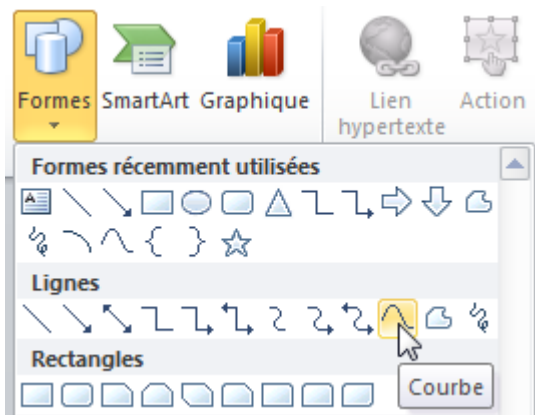 Formes SmartArt Graphique Lien hypertexte Action
Formes récemment utilisées
Lignes
Rectangles
Courbe